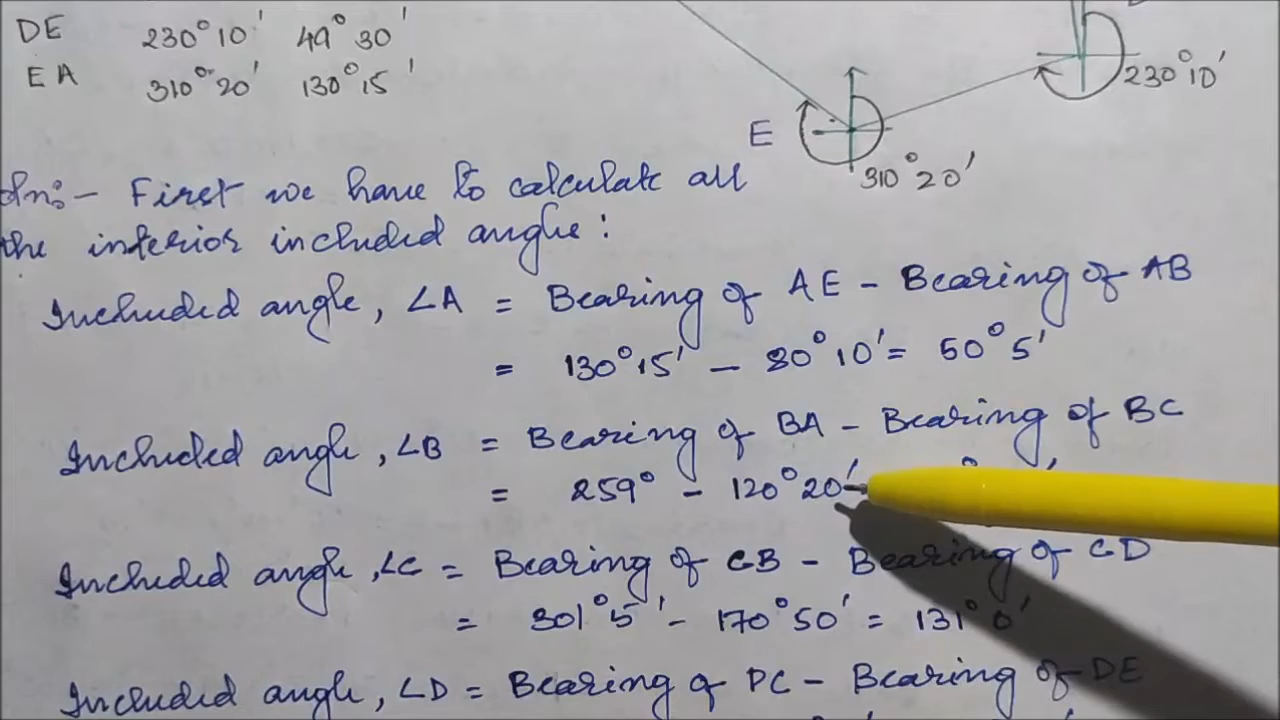 DE 230°10' 49°30'
EA 310°20' 130°15'
230°10'
E
310°20'
First we have to calculate all
the interior included angle:
Included angle, ∠A = Bearing of AE - Bearing of AB
= 130°15' - 80°10' = 50°5'
Included angle, ∠B = Bearing of BA - Bearing of BC
= 259° - 120°20'
Included angle, ∠C = Bearing of CB - Bearing of CD
= 301°5' - 170°50' = 131°0'
Included angle, ∠D = Bearing of DC - Bearing of DE